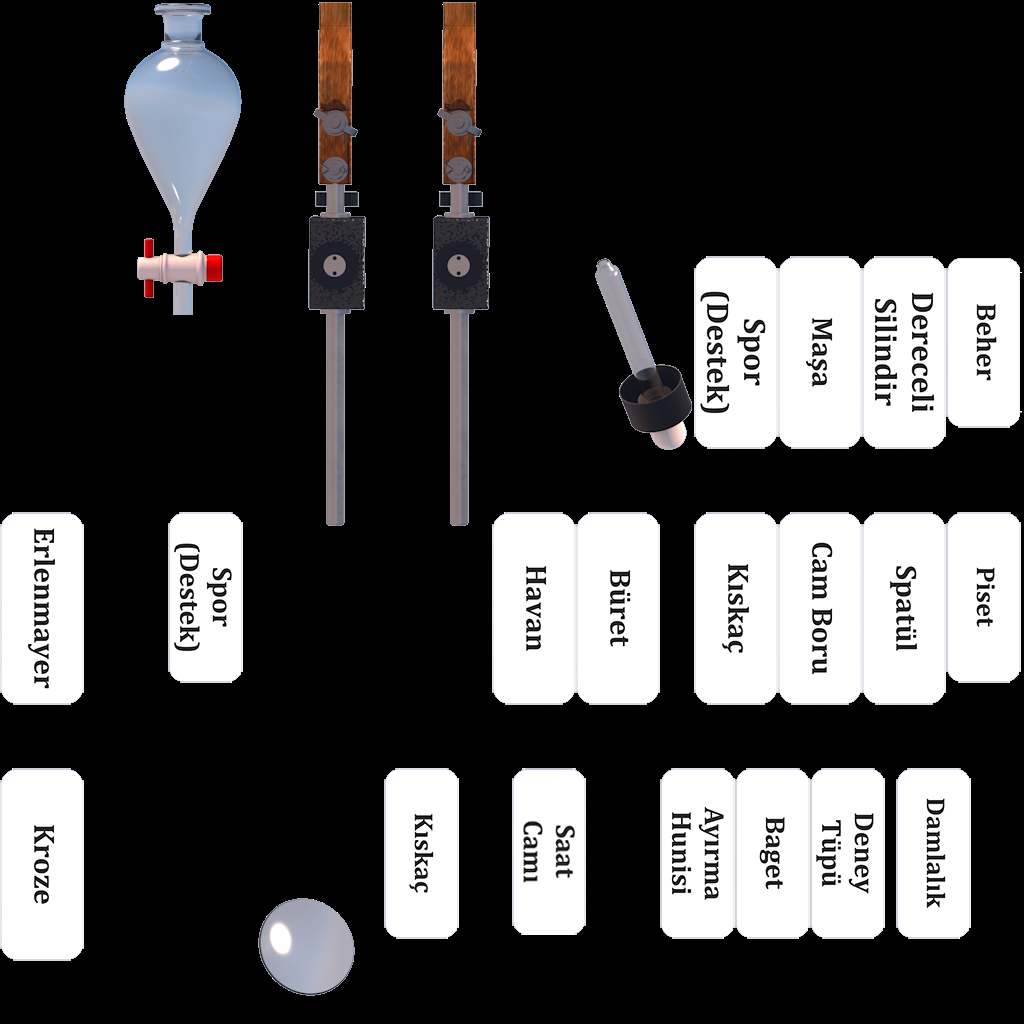 Spor
(Destek)
Maşa
Dereceli
Silindir
Beher
Erlenmayer
Spor
(Destek)
Havan
Büret
Kıskaç
Cam Boru
Spatül
Piset
Kroze
Kıskaç
Saat
Camı
Ayırma
Hunisi
Baget
Deney
Tüpü
Damlalık